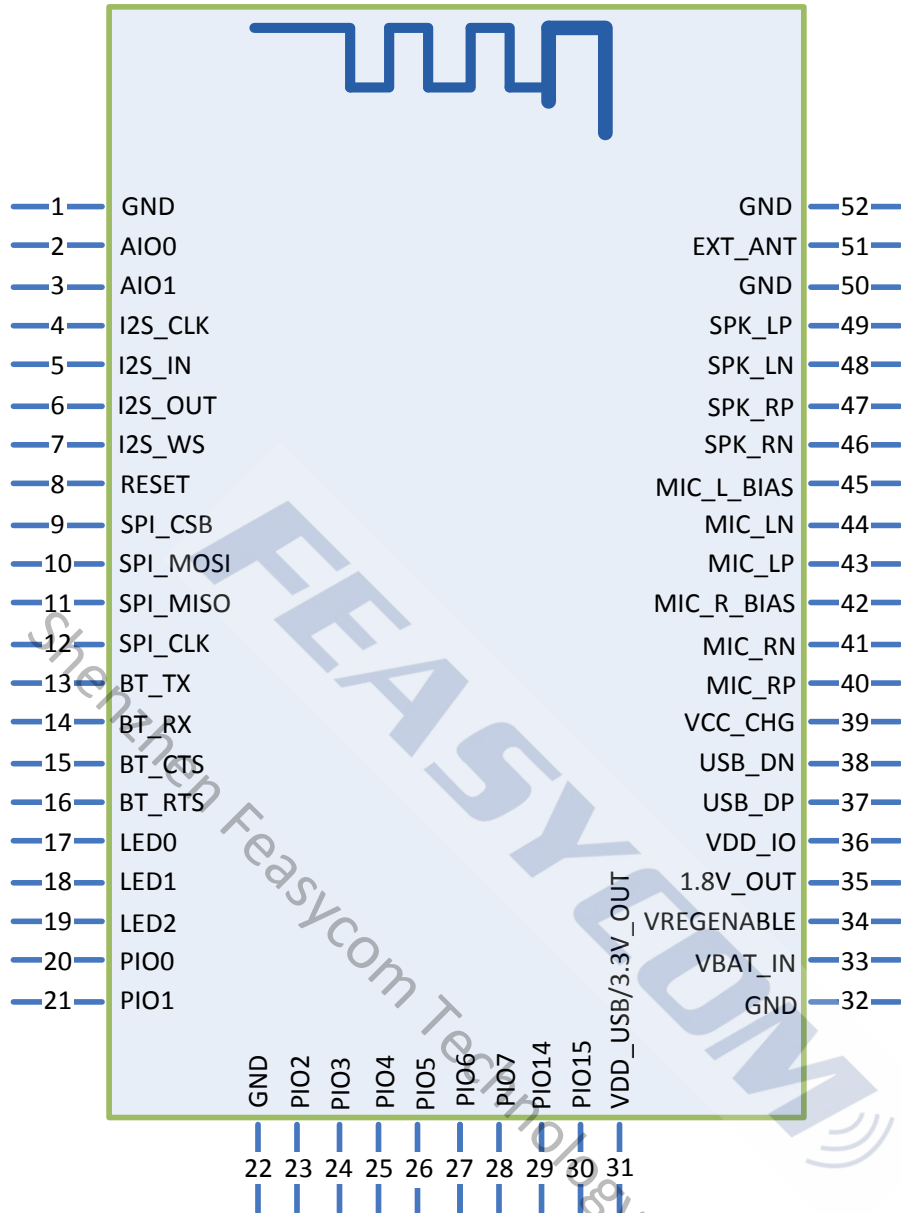 1 GND GND 52
2 AIO0 EXT_ANT 51
3 AIO1 GND 50
4 I2S_CLK SPK_LP 49
5 I2S_IN SPK_LN 48
6 I2S_OUT SPK_RP 47
7 I2S_WS SPK_RN 46
8 RESET MIC_L_BIAS 45
9 SPI_CSB MIC_LN 44
10 SPI_MOSI MIC_LP 43
11 SPI_MISO MIC_R_BIAS 42
12 SPI_CLK MIC_RN 41
13 BT_TX MIC_RP 40
14 BT_RX VCC_CHG 39
15 BT_CTS USB_DN 38
16 BT_RTS USB_DP 37
17 LED0 VDD_IO 36
18 LED1 1.8V_OUT 35
19 LED2 VREGENABLE 34
20 PIO0 VBAT_IN 33
21 PIO1 GND 32
GND PIO2 PIO3 PIO4 PIO5 PIO6 PIO7 PIO14 PIO15 VDD_USB/3.3V_OUT
22 23 24 25 26 27 28 29 30 31
FEASYCOM
Shenzhen Feasycom Technology